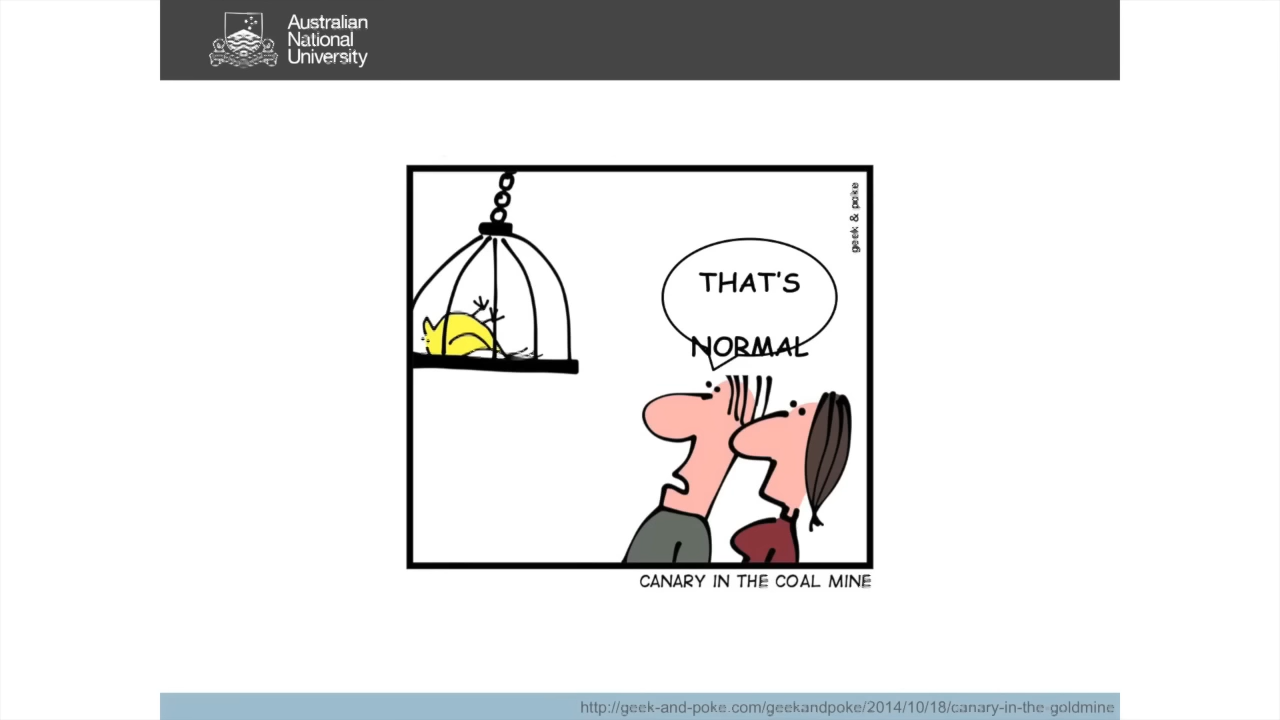 Australian
National
University
geek & poke
THAT'S
NORMAL
CANARY IN THE COAL MINE
http://geek-and-poke.com/geekandpoke/2014/10/18/canary-in-the-goldmine